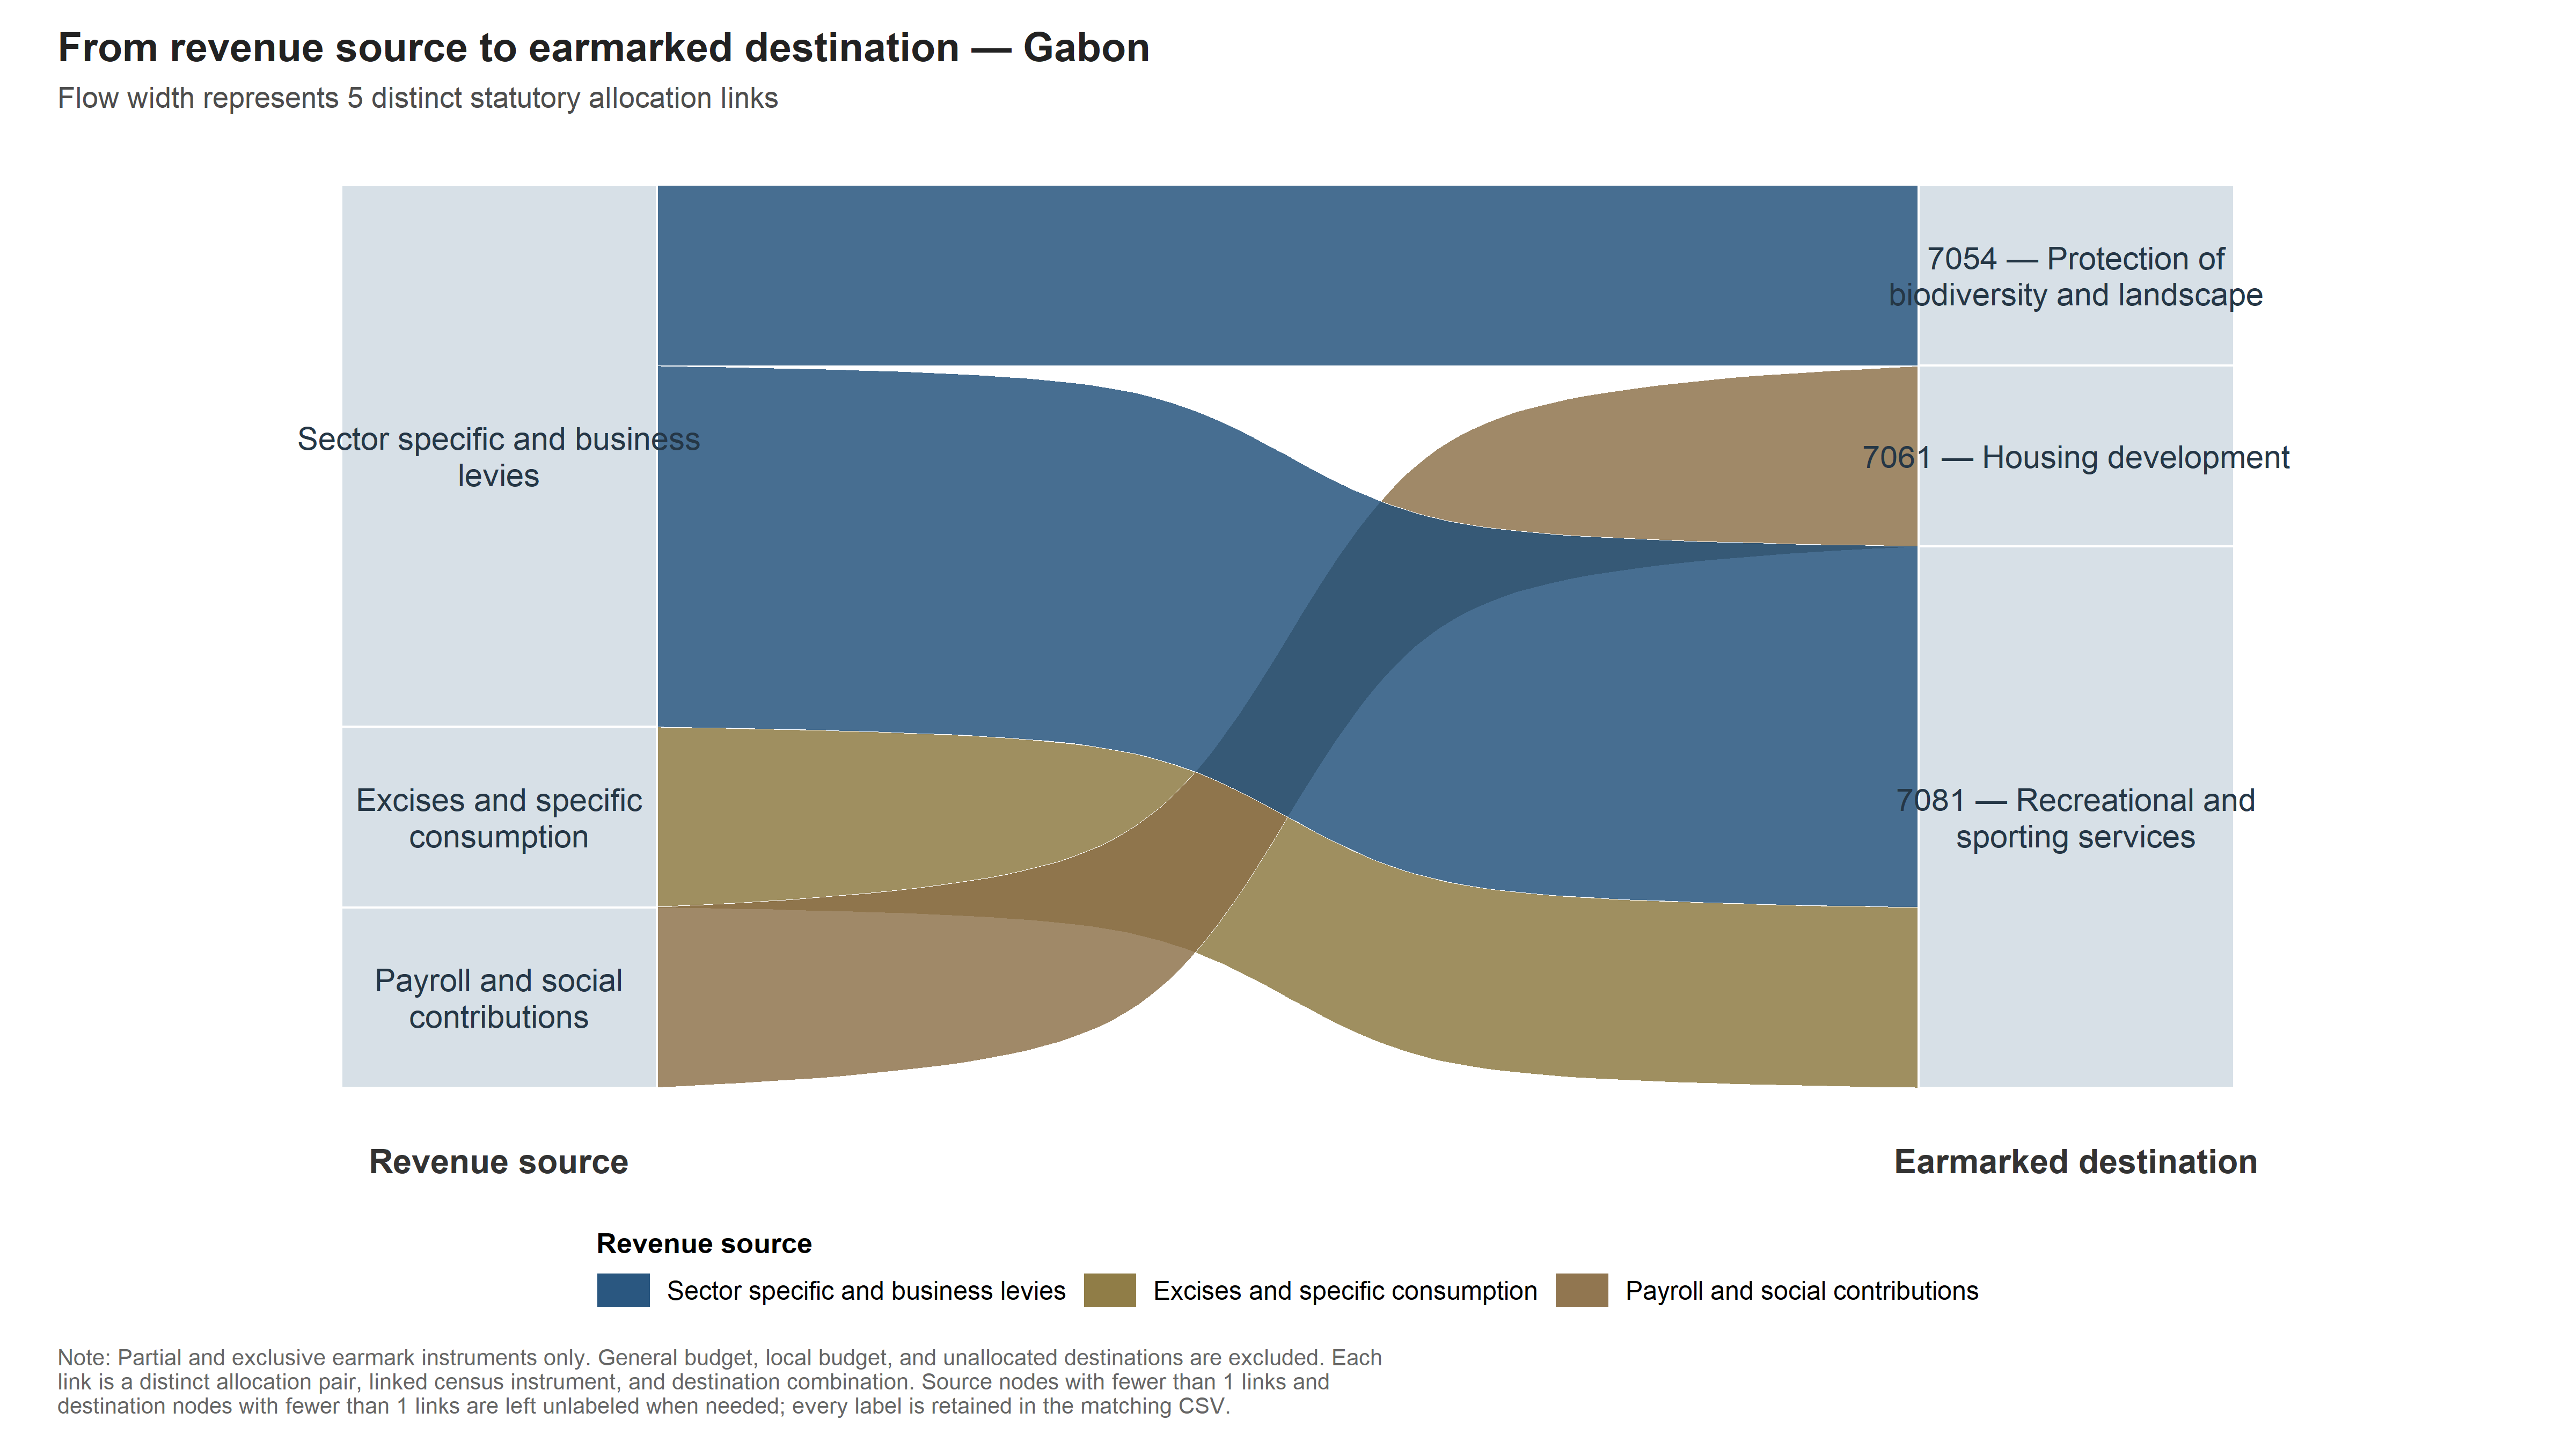 From revenue source to earmarked destination — Gabon
Flow width represents 5 distinct statutory allocation links
Sector specific and business
levies
Excises and specific
consumption
Payroll and social
contributions
7054 — Protection of
biodiversity and landscape
7061 — Housing development
7081 — Recreational and
sporting services
Revenue source
Earmarked destination
Revenue source
Sector specific and business levies
Excises and specific consumption
Payroll and social contributions
Note: Partial and exclusive earmark instruments only. General budget, local budget, and unallocated destinations are excluded. Each
link is a distinct allocation pair, linked census instrument, and destination combination. Source nodes with fewer than 1 links and
destination nodes with fewer than 1 links are left unlabeled when needed; every label is retained in the matching CSV.